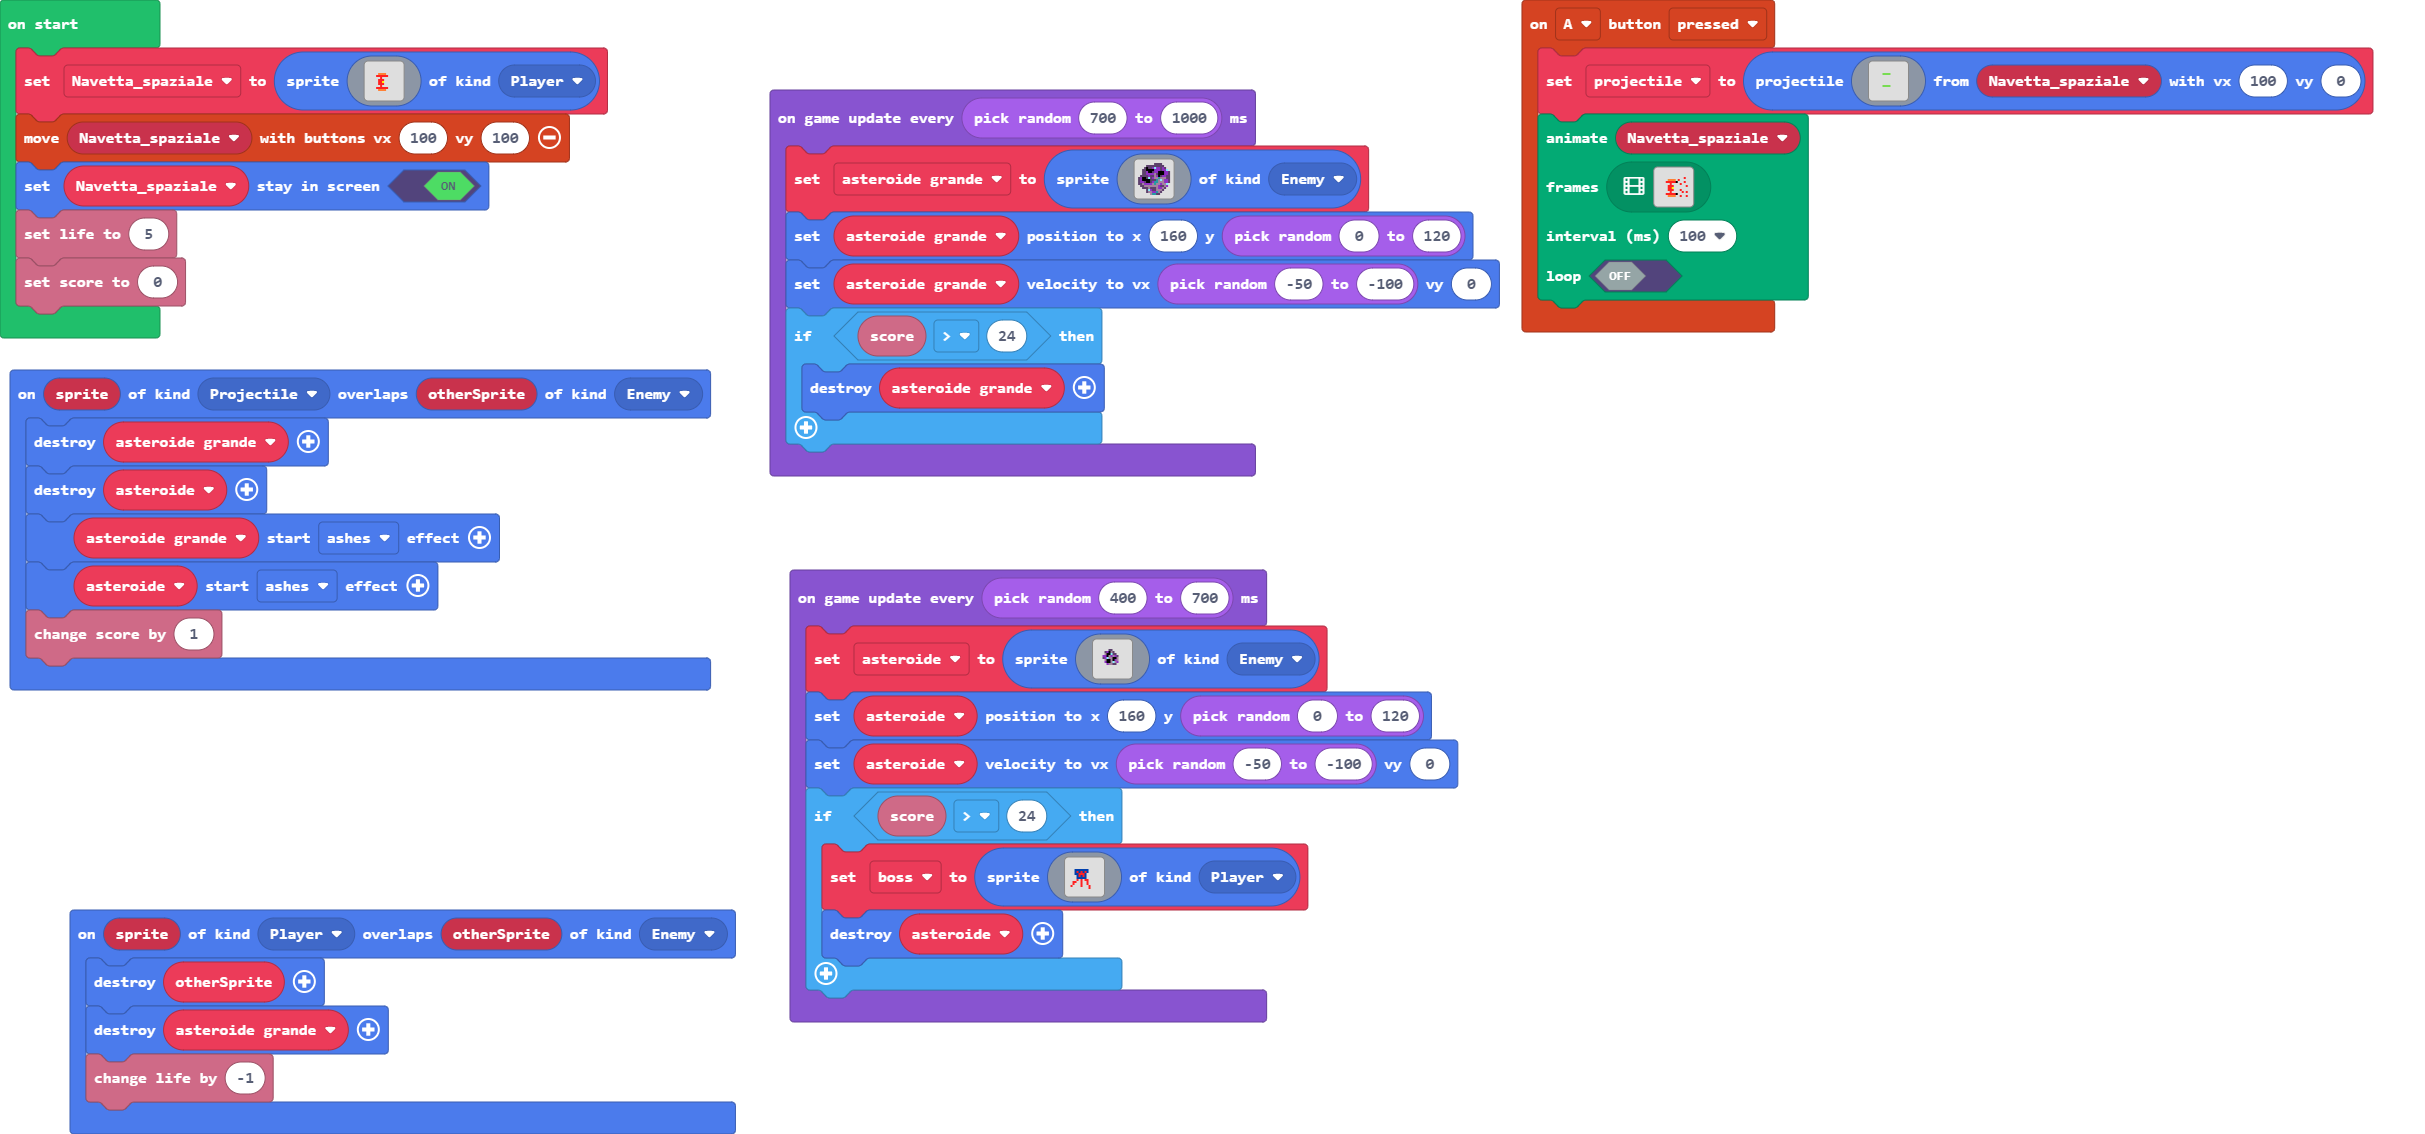 on start
set Navetta_spaziale to sprite of kind Player
move Navetta_spaziale with buttons vx 100 vy 100
set Navetta_spaziale stay in screen ON
set life to 5
set score to 0
on sprite of kind Projectile overlaps otherSprite of kind Enemy
destroy asteroide grande
destroy asteroide
asteroide grande start ashes effect
asteroide start ashes effect
change score by 1
on sprite of kind Player overlaps otherSprite of kind Enemy
destroy otherSprite
destroy asteroide grande
change life by -1
on game update every pick random 700 to 1000 ms
set asteroide grande to sprite of kind Enemy
set asteroide grande position to x 160 y pick random 0 to 120
set asteroide grande velocity to vx pick random -50 to -100 vy 0
if score > 24 then
destroy asteroide grande
on game update every pick random 400 to 700 ms
set asteroide to sprite of kind Enemy
set asteroide position to x 160 y pick random 0 to 120
set asteroide velocity to vx pick random -50 to -100 vy 0
if score > 24 then
set boss to sprite of kind Player
destroy asteroide
on A button pressed
set projectile to projectile from Navetta_spaziale with vx 100 vy 0
animate Navetta_spaziale
frames
interval (ms) 100
loop OFF